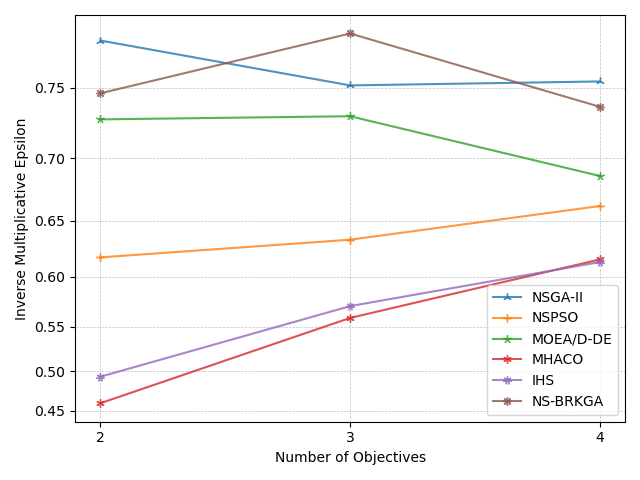 Inverse Multiplicative Epsilon
0.75
0.70
0.65
0.60
0.55
0.50
0.45
NSGA-II
NSPSO
MOEA/D-DE
MHACO
IHS
NS-BRKGA
2
3
4
Number of Objectives